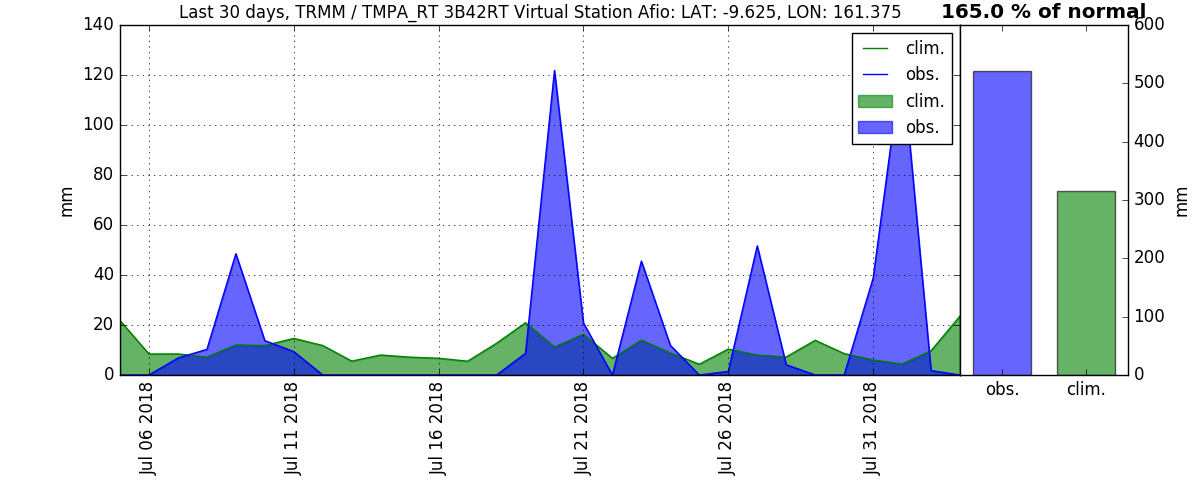 Last 30 days, TRMM / TMPA_RT 3B42RT Virtual Station Afio: LAT: -9.625, LON: 161.375
165.0 % of normal
140
120
100
80
60
40
20
0
mm
clim.
obs.
clim.
obs.
Jul 06 2018
Jul 11 2018
Jul 16 2018
Jul 21 2018
Jul 26 2018
Jul 31 2018
600
500
400
300
200
100
0
mm
obs.
clim.